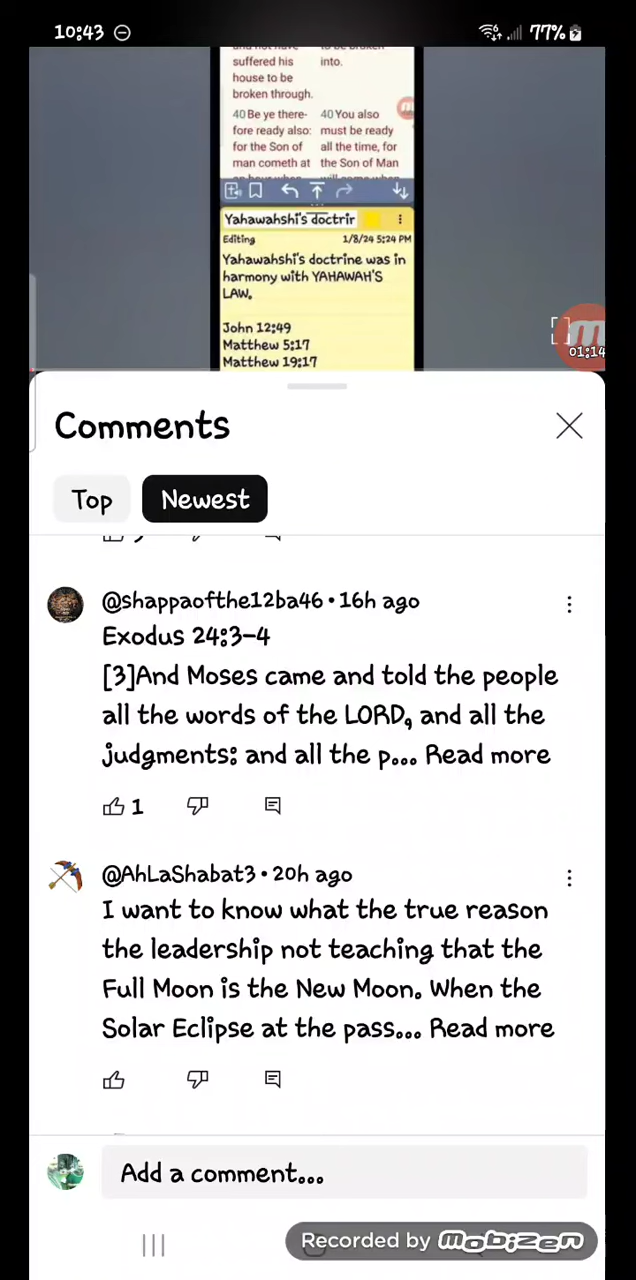 10:43
77%
suffered his
house to be
broken through.
into.
40 Be ye there-
fore ready also:
for the Son of
man cometh at
40 You also
must be ready
all the time, for
the Son of Man
Yahawahshi's doctrir
Editing
1/8/24 5:24 PM
Yahawahshi's doctrine was in
harmony with YAHAWAH'S
LAW.
John 12:49
Matthew 5:17
Matthew 19:17
01:14
Comments
Top
Newest
@shappaofthe12ba46 • 16h ago
Exodus 24:3-4
[3]And Moses came and told the people
all the words of the LORD, and all the
judgments: and all the p... Read more
1
@AhLaShabat3 • 20h ago
I want to know what the true reason
the leadership not teaching that the
Full Moon is the New Moon. When the
Solar Eclipse at the pass... Read more
Add a comment...
Recorded by mobizen